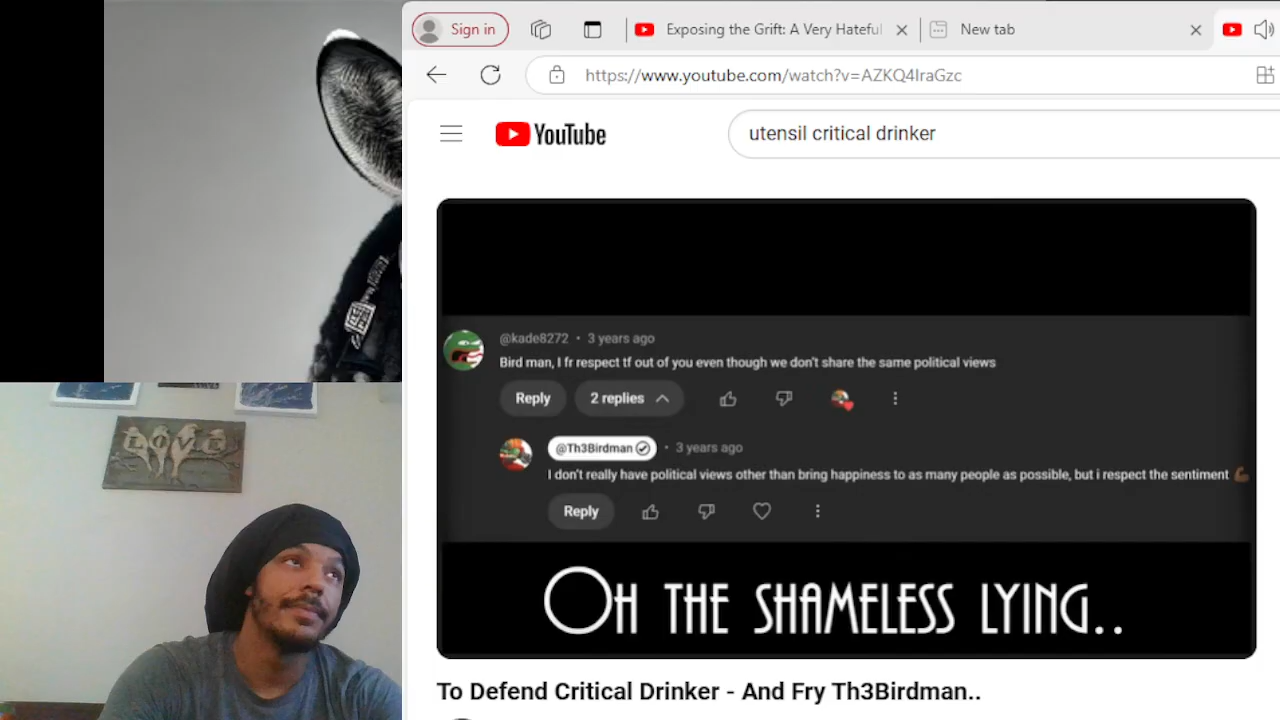 Sign in
Exposing the Grift: A Very Hateful
New tab
https://www.youtube.com/watch?v=AZKQ4lraGzc
YouTube
utensil critical drinker
@kade8272 • 3 years ago
Bird man, I fr respect tf out of you even though we don't share the same political views
Reply
2 replies
@Th3Birdman • 3 years ago
I don't really have political views other than bring happiness to as many people as possible, but i respect the sentiment 💪🏾
Reply
OH THE SHAMELESS LYING..
To Defend Critical Drinker - And Fry Th3Birdman..
LOVE